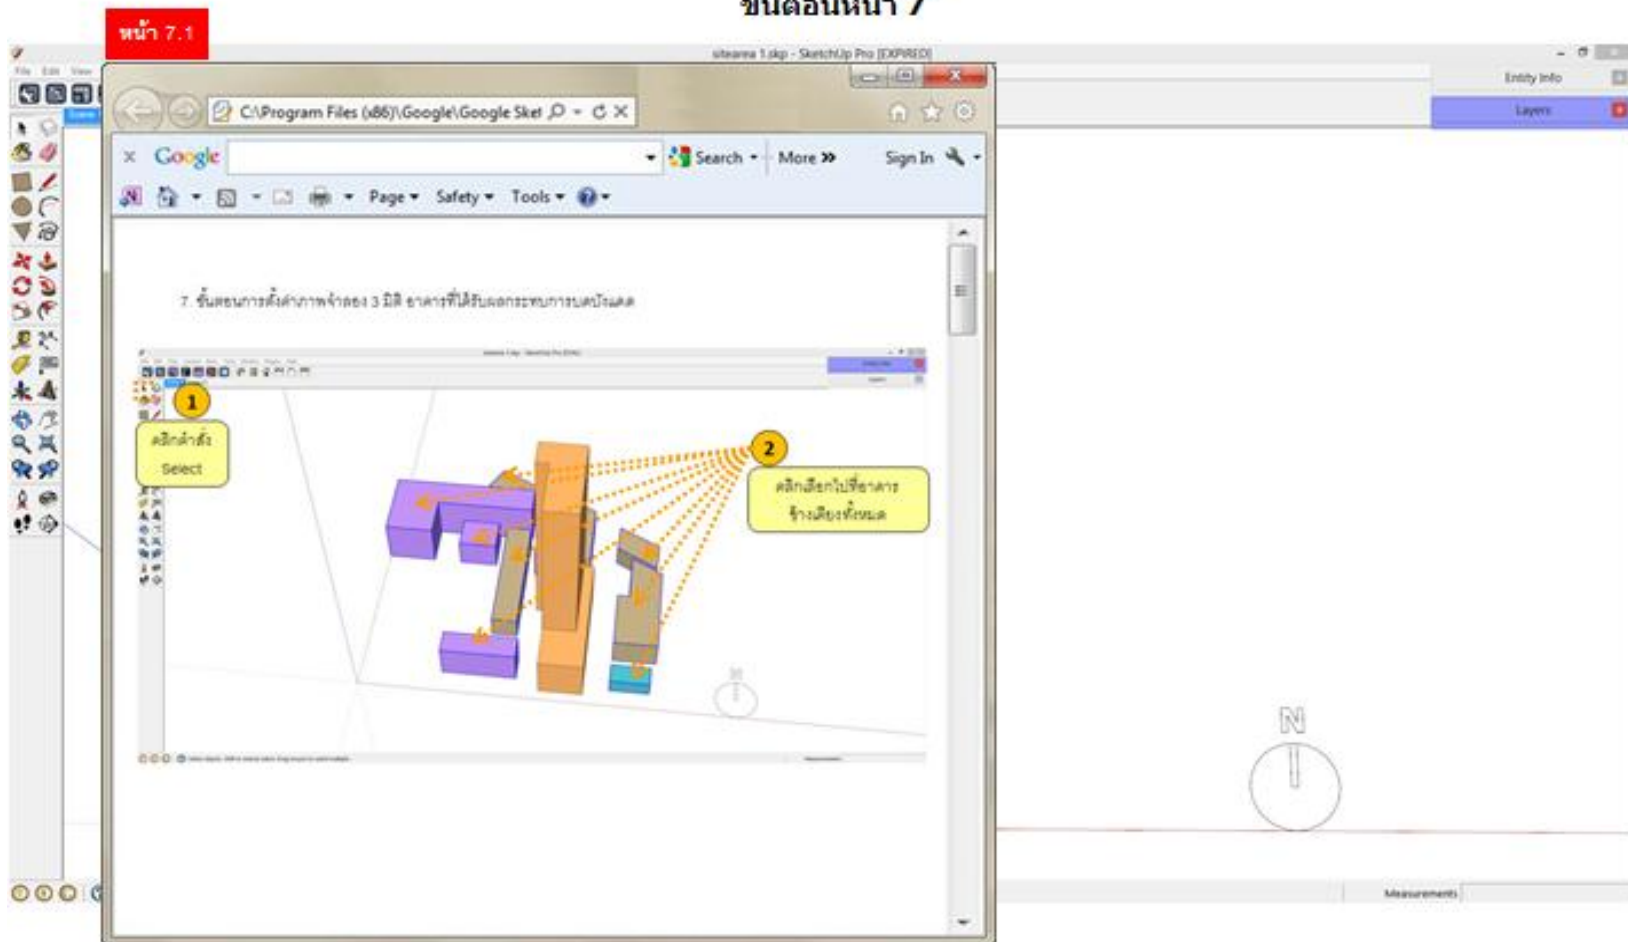 ขั้นตอนหน้า 7
หน้า 7.1
sitearea 1.skp - SketchUp Pro [EXPIRED]
File Edit View
Entity Info
Layers
Scene
C:\Program Files (x86)\Google\Google Sket
x Google
Search
More »
Sign In
Page
Safety
Tools
7. ขั้นตอนการตั้งค่าภาพจำลอง 3 มิติ อาคารที่ได้รับผลกระทบการบดบังแดด
1
คลิกคำสั่ง
Select
2
คลิกเลือกไปที่อาคาร
ข้างเคียงทั้งหมด
N
N
Measurements